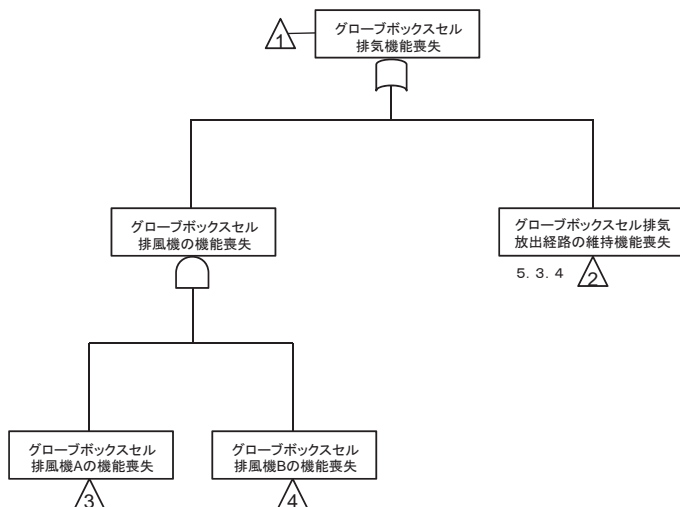 1
グローブボックスセル
排気機能喪失
グローブボックスセル
排風機の機能喪失
グローブボックスセル排気
放出経路の維持機能喪失
5．3．4
2
グローブボックスセル
排風機Aの機能喪失
グローブボックスセル
排風機Bの機能喪失
3
4